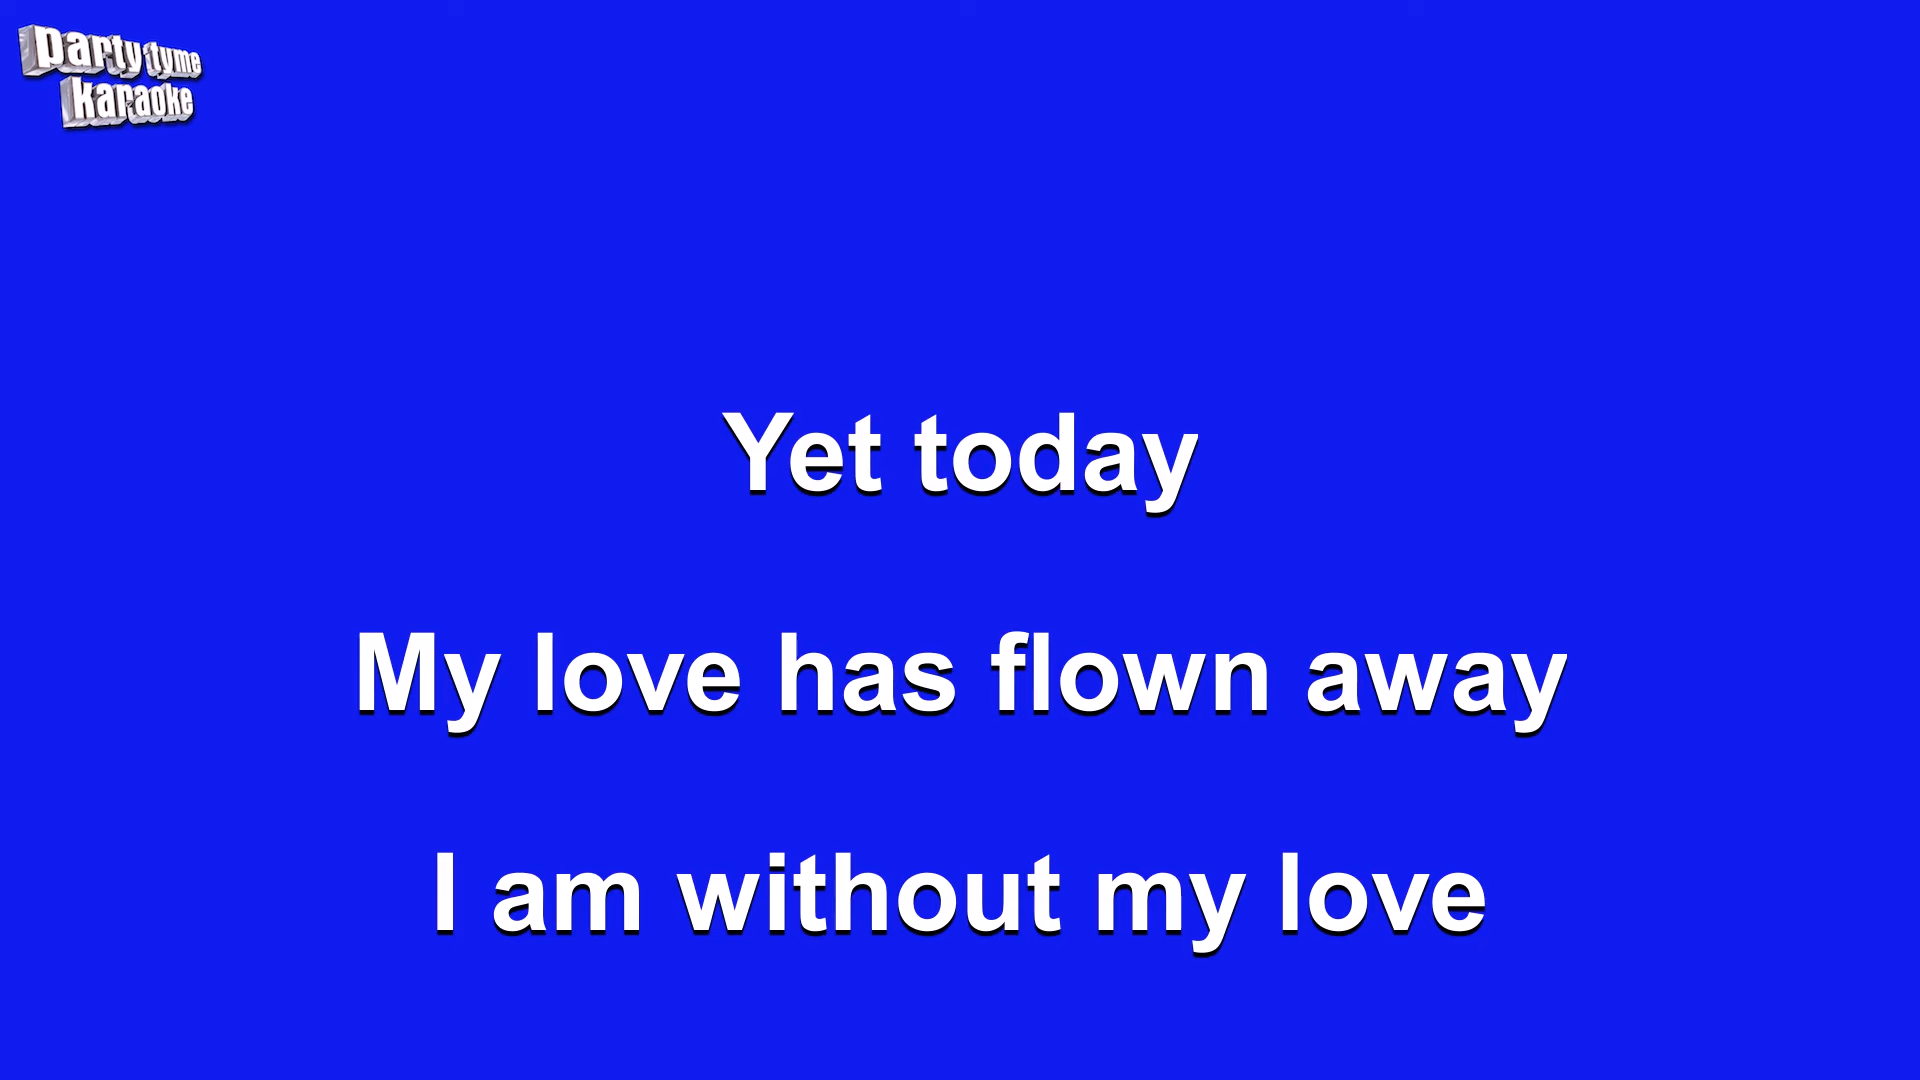 party tyme
karaoke
Yet today
My love has flown away
I am without my love